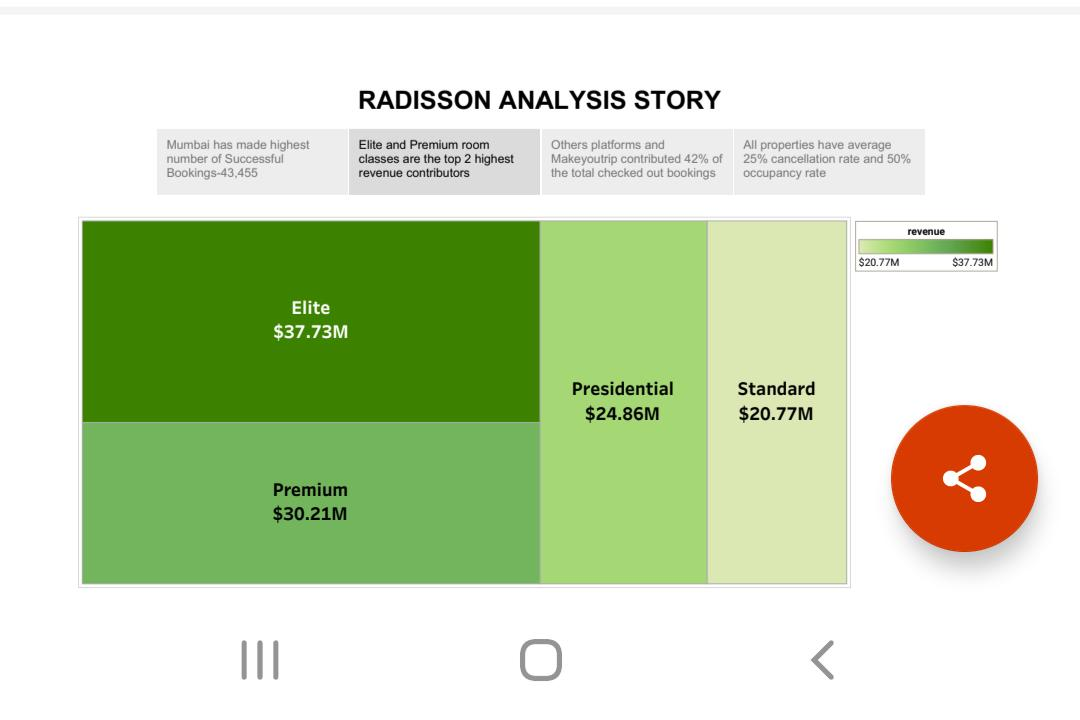 RADISSON ANALYSIS STORY
Mumbai has made highest
number of Successful
Bookings-43,455
Elite and Premium room
classes are the top 2 highest
revenue contributors
Others platforms and
Makeyoutrip contributed 42% of
the total checked out bookings
All properties have average
25% cancellation rate and 50%
occupancy rate
Elite
$37.73M
Premium
$30.21M
Presidential
$24.86M
Standard
$20.77M
revenue
$20.77M $37.73M